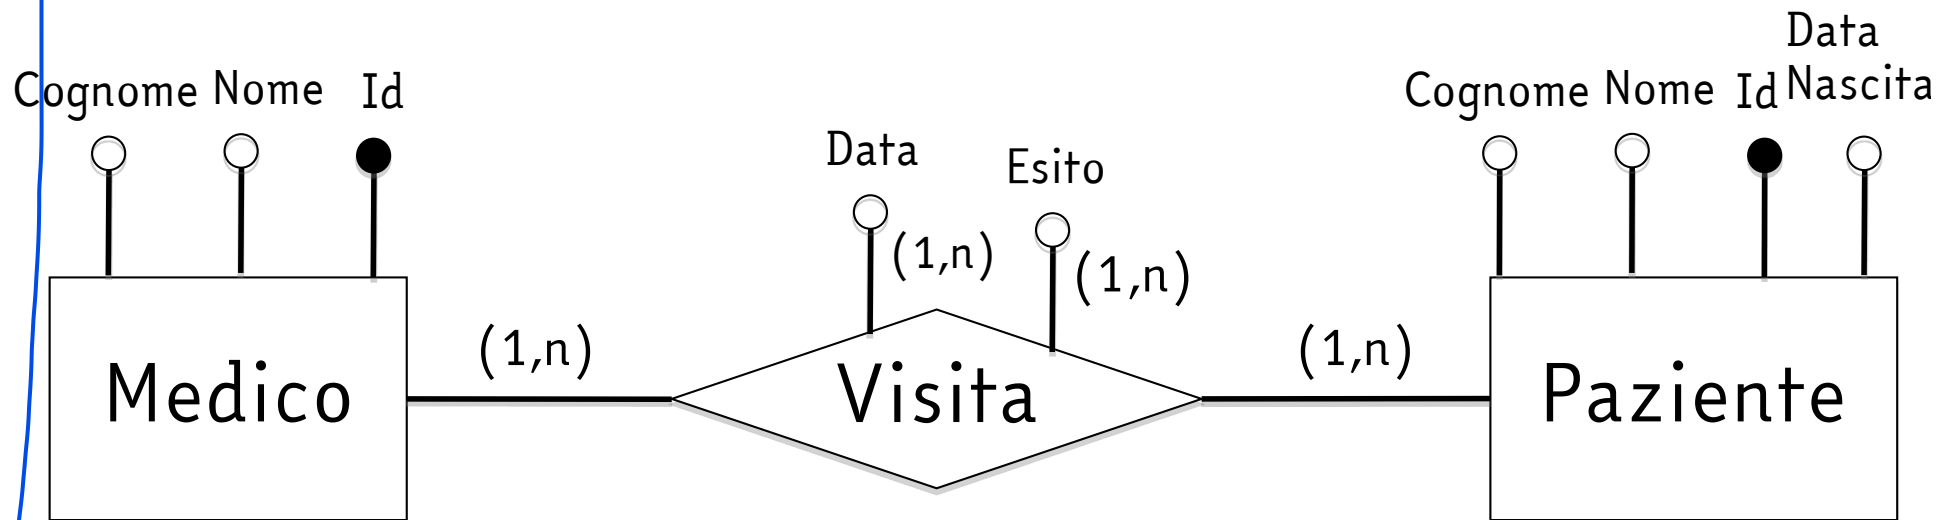 Cognome Nome Id
Data
Esito
(1,n)
(1,n)
Cognome Nome Id
Data
Nascita
Medico
(1,n)
Visita
(1,n)
Paziente